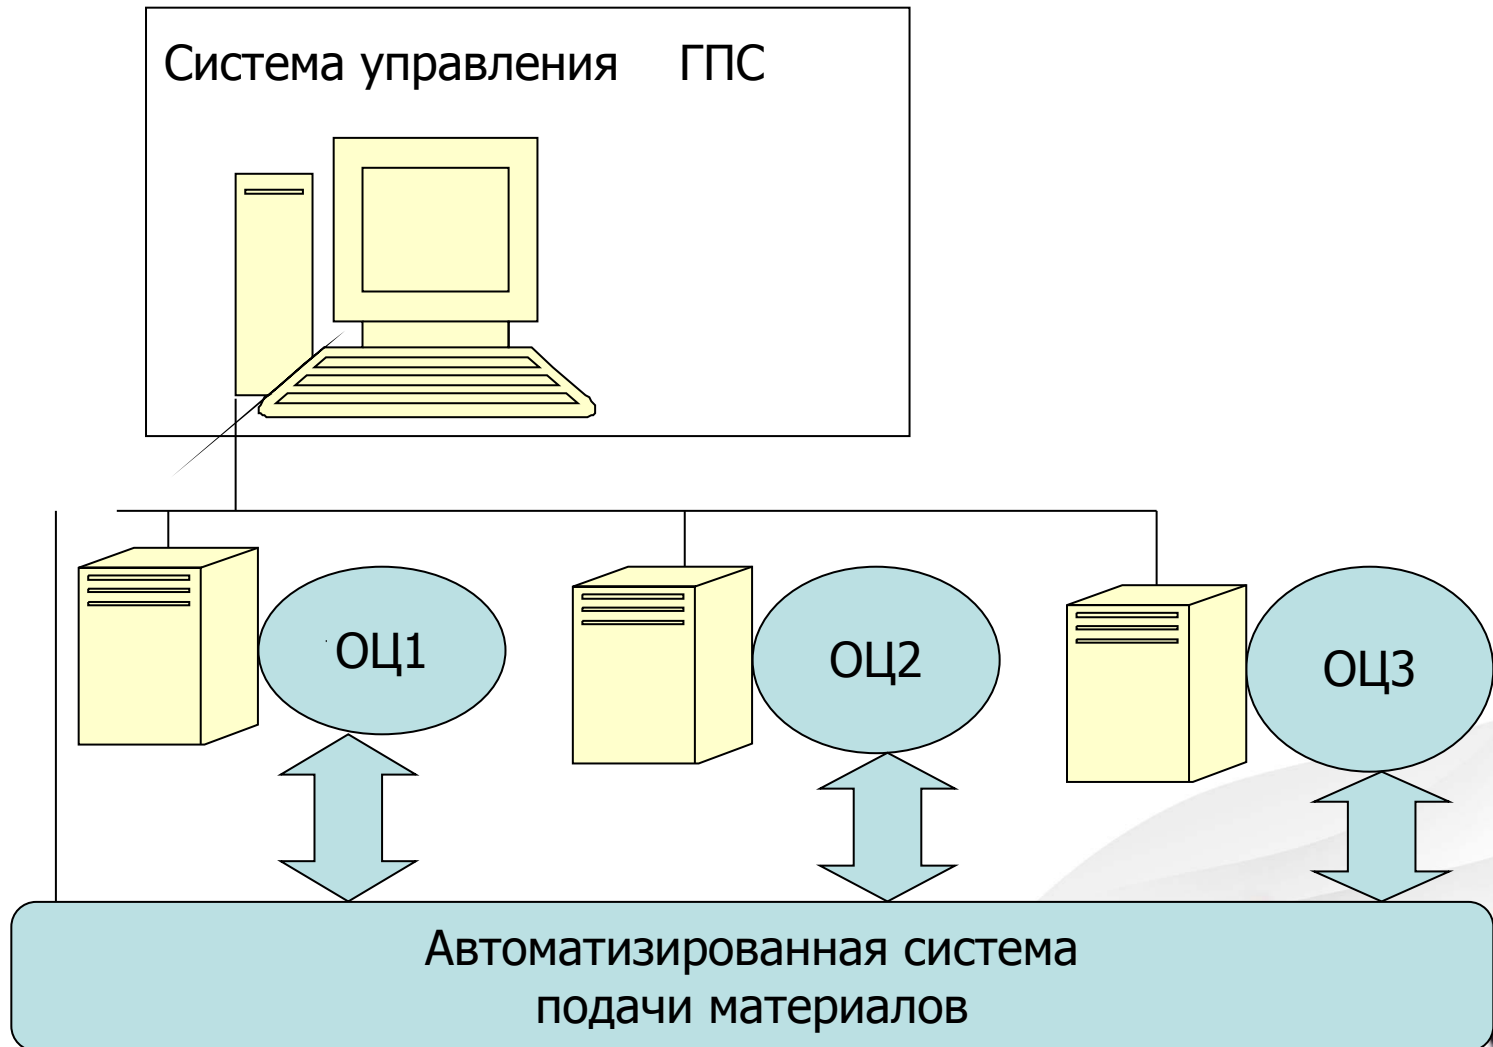 Система управления ГПС
ОЦ1
ОЦ2
ОЦ3
Автоматизированная система
подачи материалов